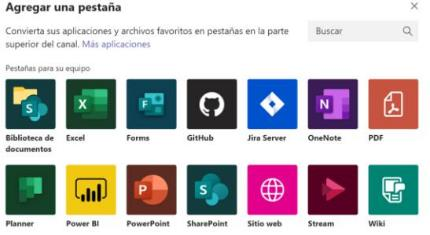 Agregar una pestaña
Convierta sus aplicaciones y archivos favoritos en pestañas en la parte
superior del canal. Más aplicaciones
Buscar
Pestañas para su equipo
S
X
F
N
Biblioteca de
documentos
Excel
Forms
GitHub
Jira Server
OneNote
PDF
P
S
Planner
Power BI
PowerPoint
SharePoint
Sitio web
Stream
Wiki